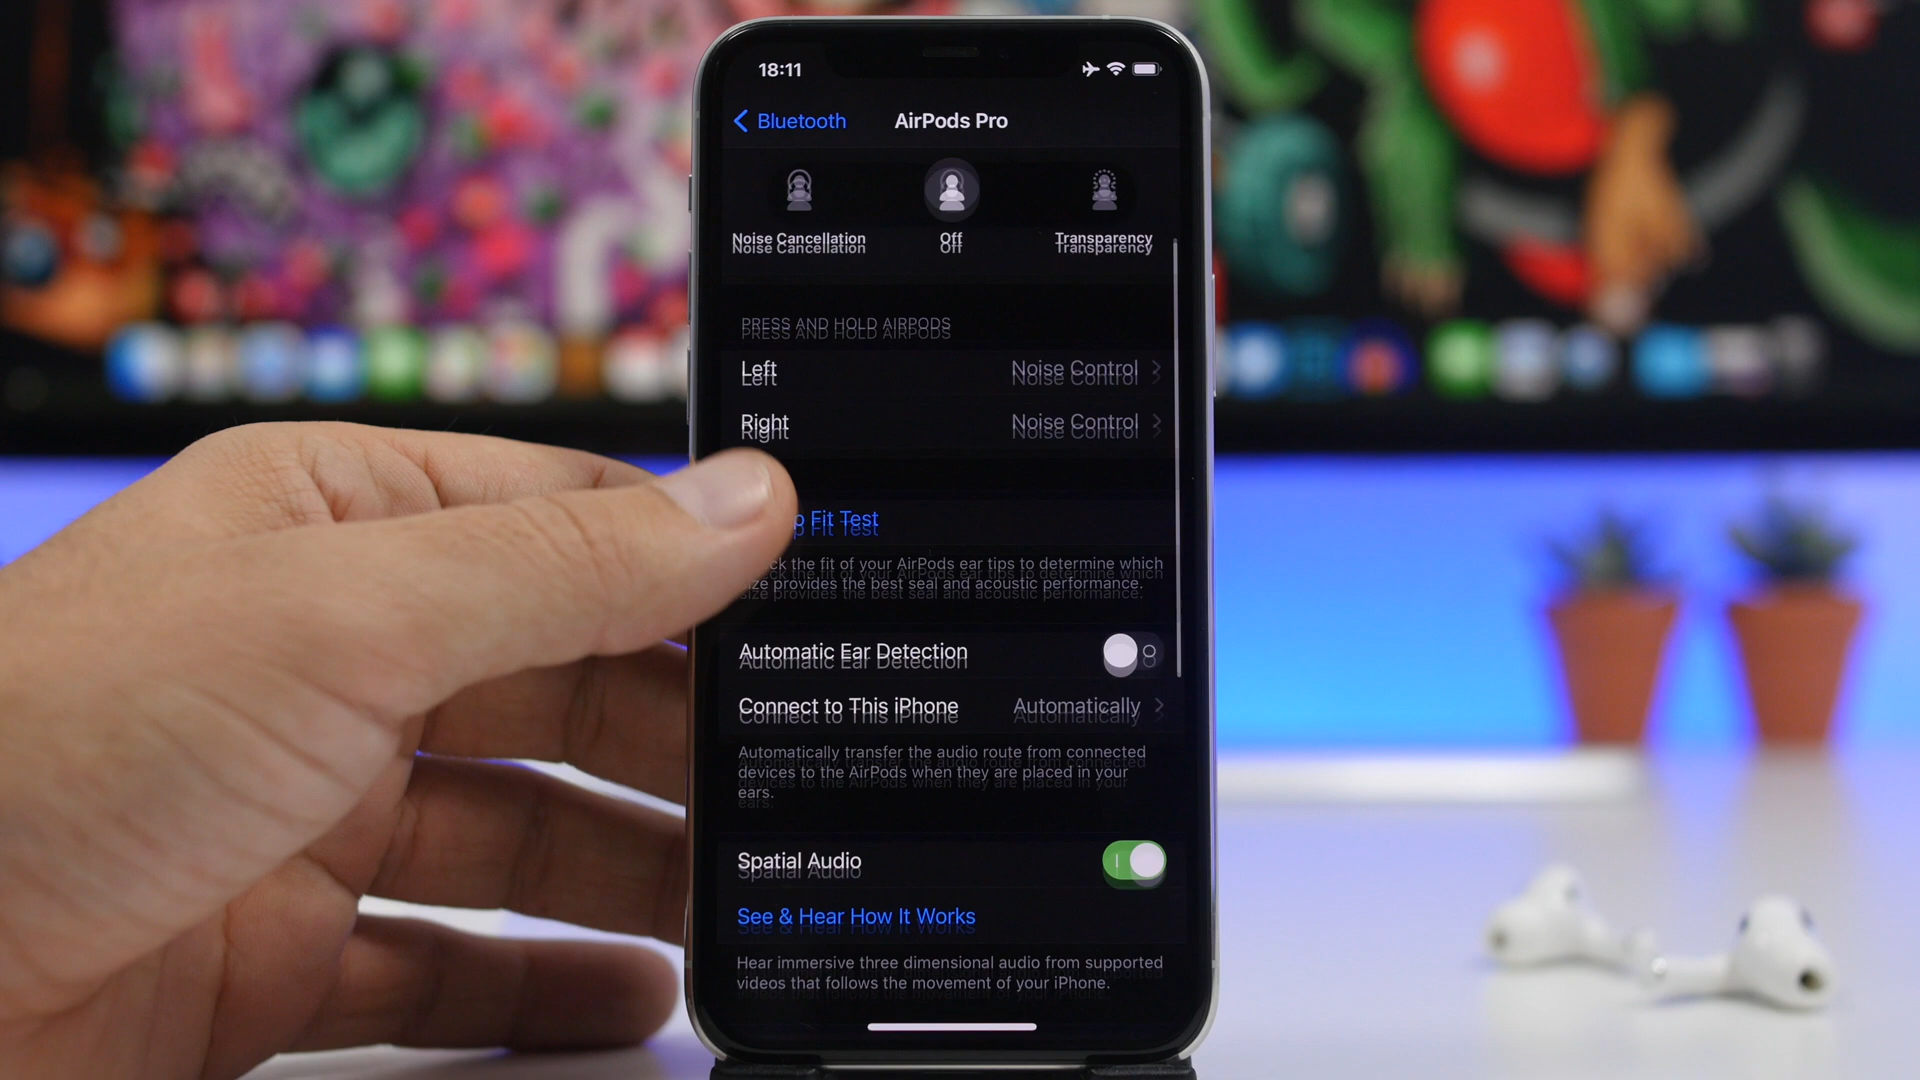 18:11
Bluetooth
AirPods Pro
Noise Cancellation
Off
Transparency
PRESS AND HOLD AIRPODS
Left
Noise Control
Right
Noise Control
p Fit Test
ck the fit of your AirPods ear tips to determine which
size provides the best seal and acoustic performance.
Automatic Ear Detection
Connect to This iPhone
Automatically
Automatically transfer the audio route from connected
devices to the AirPods when they are placed in your
ears.
Spatial Audio
See & Hear How It Works
Hear immersive three dimensional audio from supported
videos that follows the movement of your iPhone.